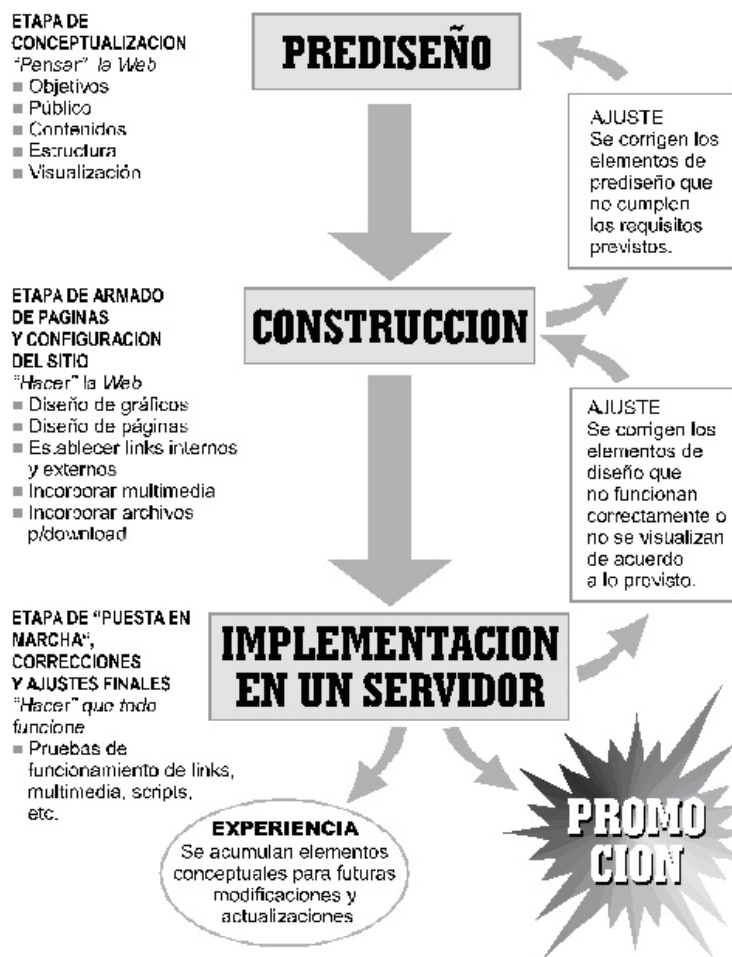 ETAPA DE
CONCEPTUALIZACION
"Pensar" la Web
■ Objetivos
■ Público
■ Contenidos
■ Estructura
■ Visualización
PREDISEÑO
AJUSTE
Se corrigen los
elementos de
prediseño que
no cumplen
los requisitos
previstos.
ETAPA DE ARMADO
DE PAGINAS
Y CONFIGURACION
DEL SITIO
"Hacer" la Web
■ Diseño de gráficos
■ Diseño de páginas
■ Establecer links internos
y externos
■ Incorporar multimedia
■ Incorporar archivos
p/download
CONSTRUCCION
AJUSTE
Se corrigen los
elementos de
diseño que
no funcionan
correctamente o
no se visualizan
de acuerdo
a lo previsto.
ETAPA DE "PUESTA EN
MARCHA",
CORRECCIONES
Y AJUSTES FINALES
"Hacer" que todo
funcione
■ Pruebas de
funcionamiento de links,
multimedia, scripts,
etc.
IMPLEMENTACION
EN UN SERVIDOR
EXPERIENCIA
Se acumulan elementos
conceptuales para futuras
modificaciones y
actualizaciones
PROMO
CION